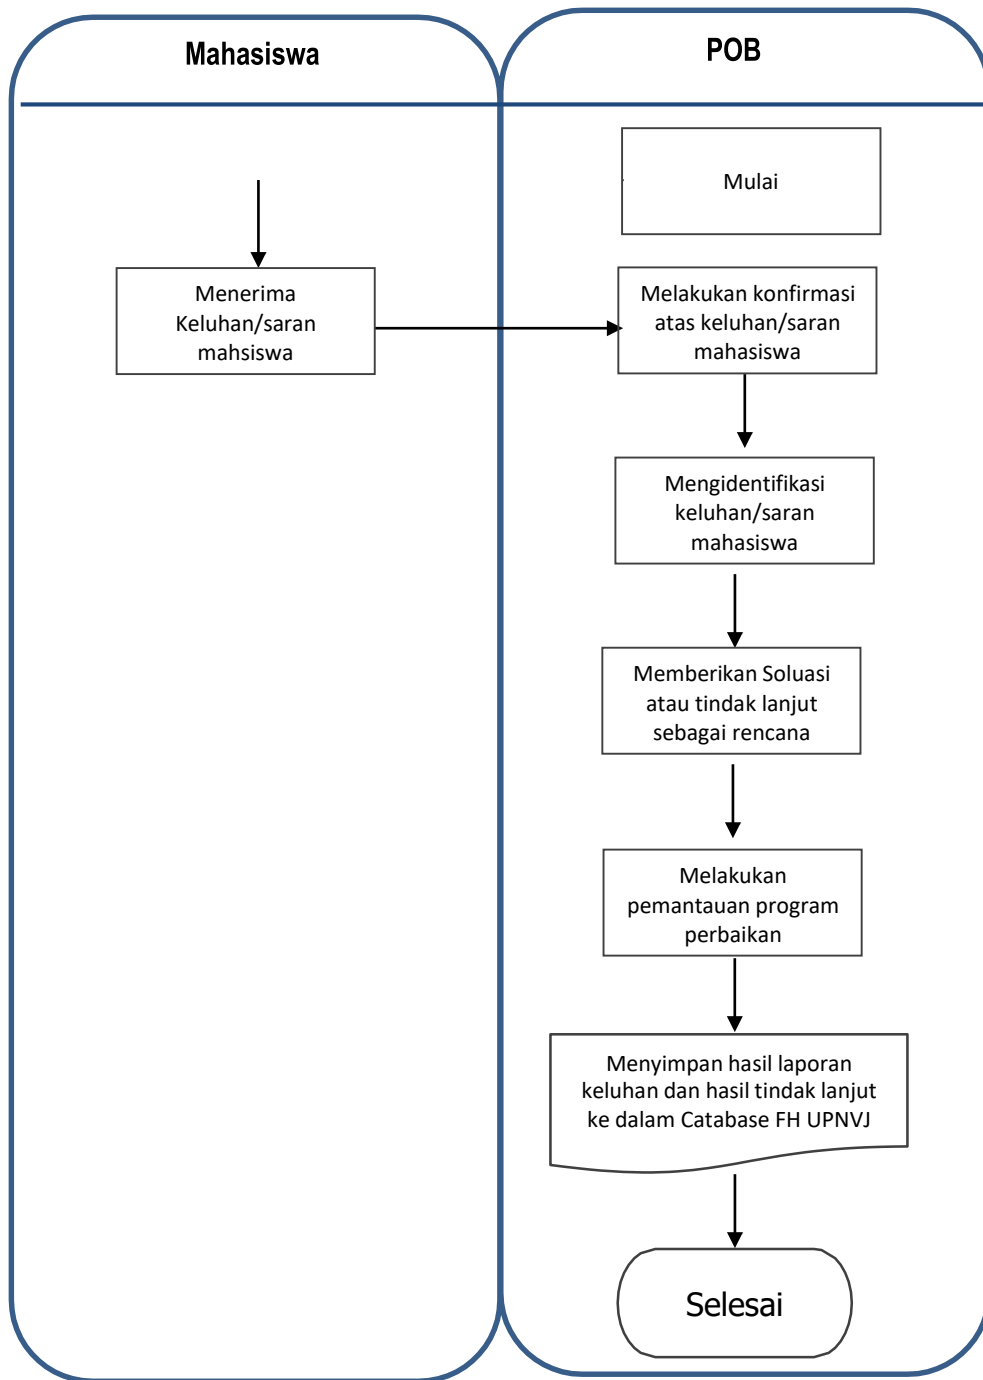 Mahasiswa
POB
Mulai
Menerima
Keluhan/saran
mahsiswa
Melakukan konfirmasi
atas keluhan/saran
mahasiswa
Mengidentifikasi
keluhan/saran
mahasiswa
Memberikan Soluasi
atau tindak lanjut
sebagai rencana
Melakukan
pemantauan program
perbaikan
Menyimpan hasil laporan
keluhan dan hasil tindak lanjut
ke dalam Catabase FH UPNVJ
Selesai